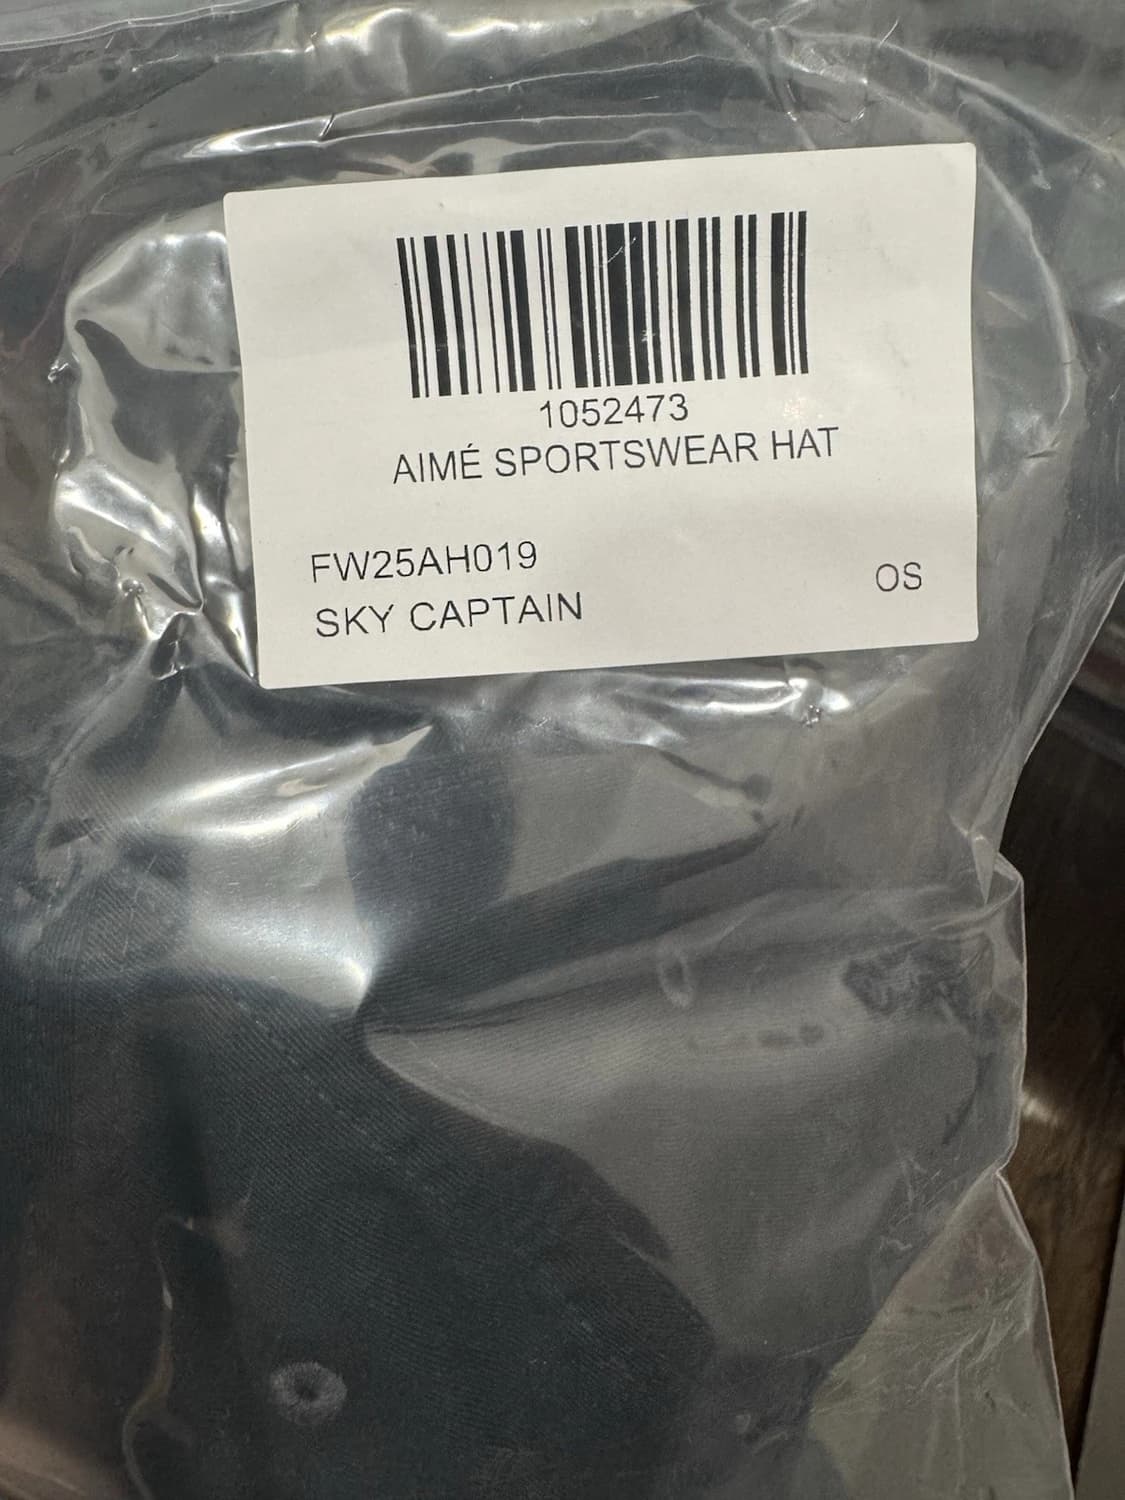 1052473
AIMÉ SPORTSWEAR HAT
FW25AH019
OS
SKY CAPTAIN